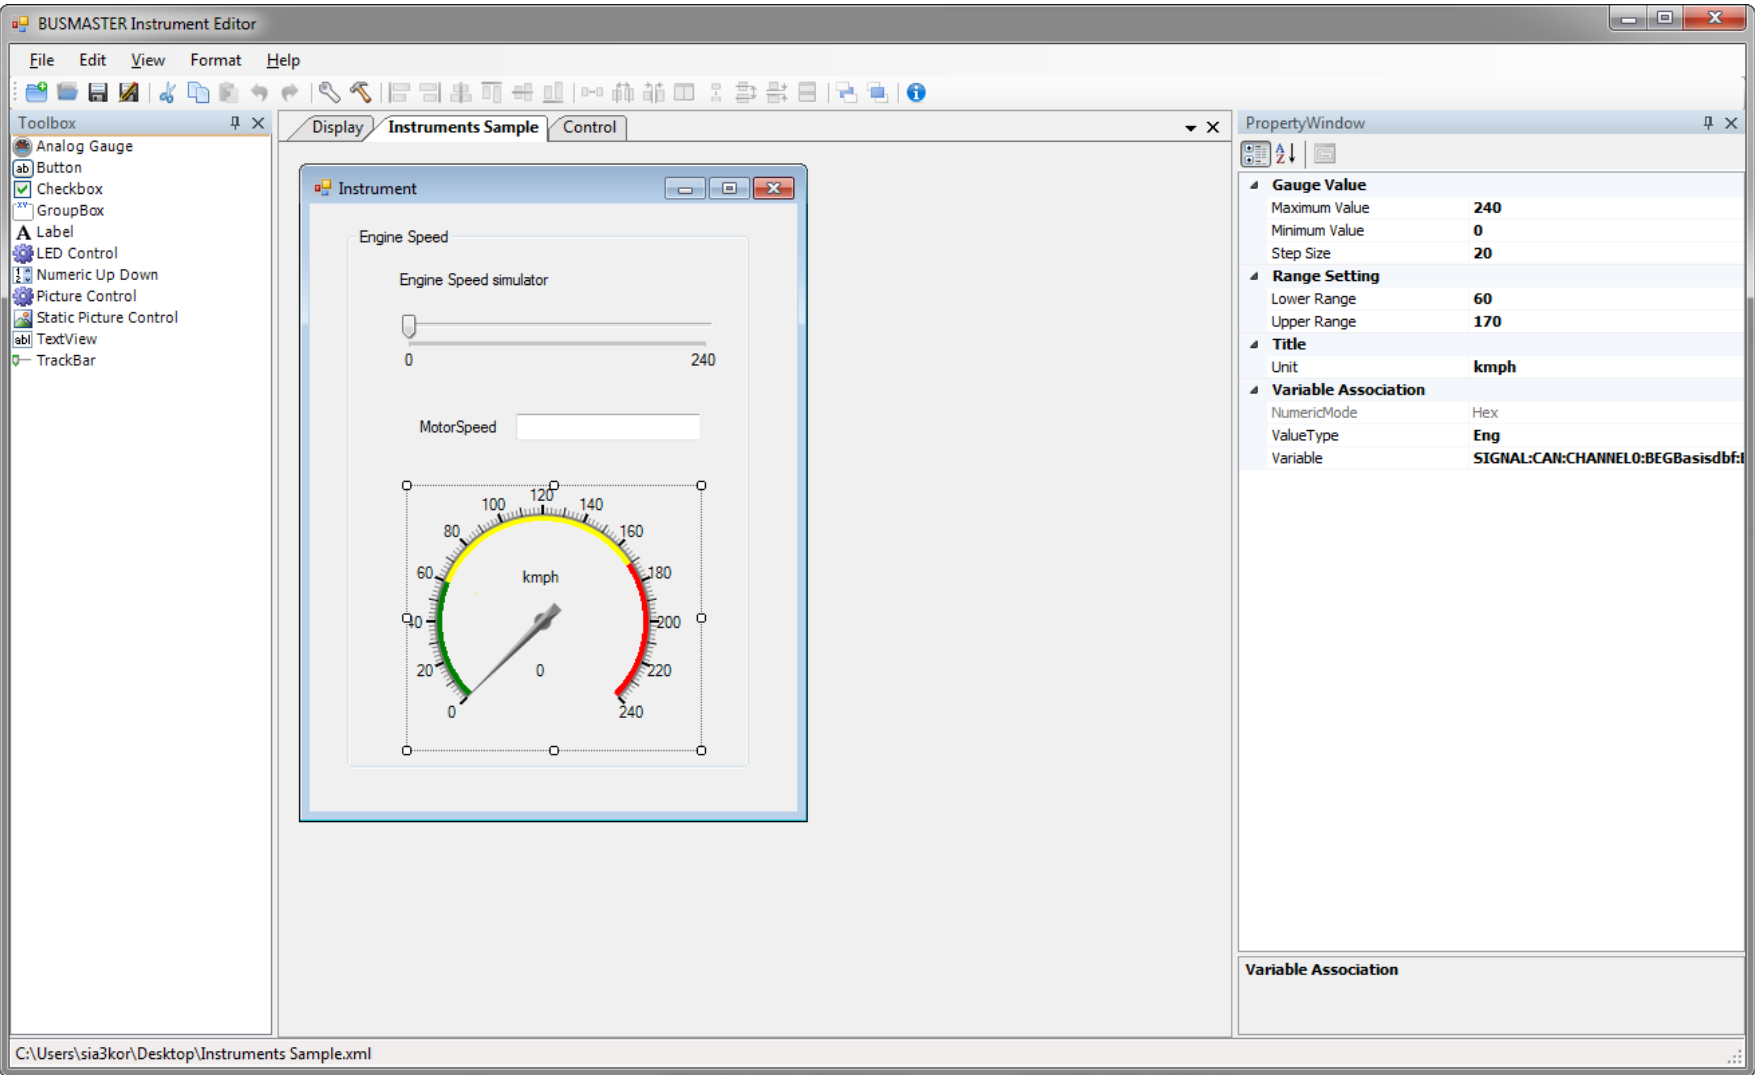 BUSMASTER Instrument Editor
File Edit View Format Help
Toolbox
Analog Gauge
Button
Checkbox
GroupBox
Label
LED Control
Numeric Up Down
Picture Control
Static Picture Control
TextView
TrackBar
Display Instruments Sample Control
Instrument
Engine Speed
Engine Speed simulator
0 240
MotorSpeed
0
20
40
60
80
100
120
140
160
180
200
220
240
kmph
0
PropertyWindow
Gauge Value
Maximum Value 240
Minimum Value 0
Step Size 20
Range Setting
Lower Range 60
Upper Range 170
Title
Unit kmph
Variable Association
NumericMode Hex
ValueType Eng
Variable SIGNAL:CAN:CHANNEL0:BEGBasisdbf:
Variable Association
C:\Users\sia3kor\Desktop\Instruments Sample.xml